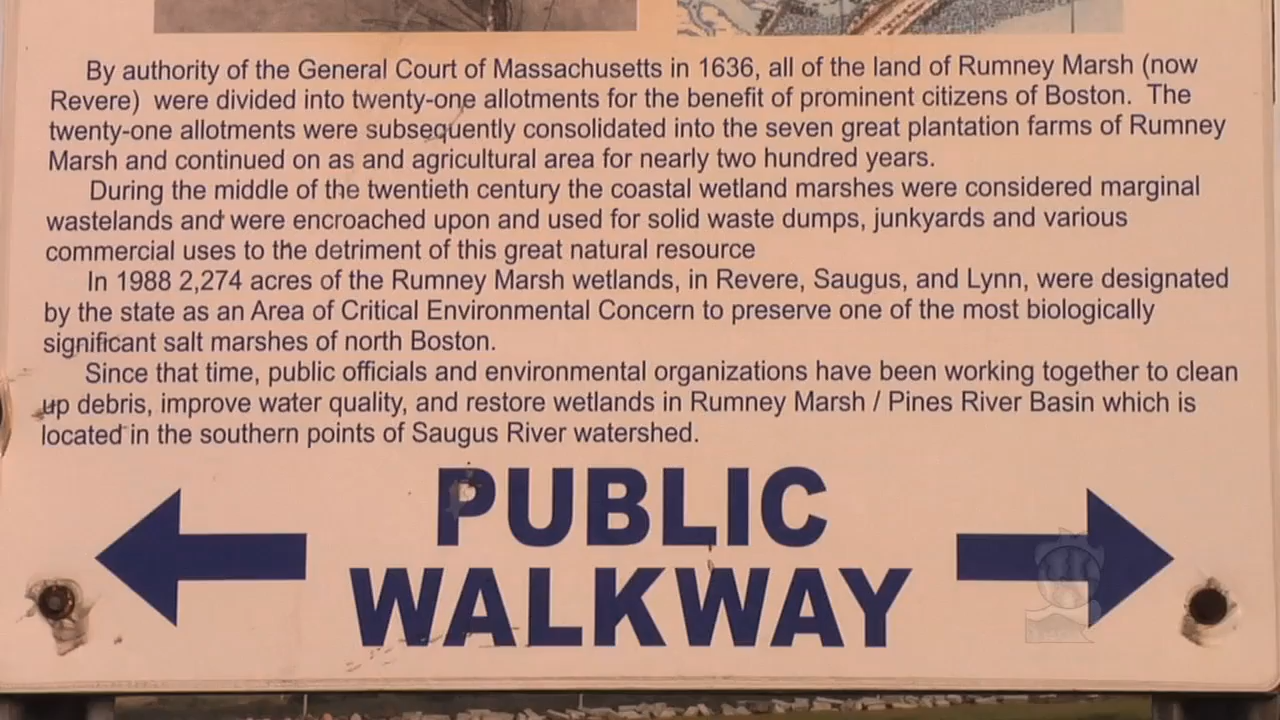 By authority of the General Court of Massachusetts in 1636, all of the land of Rumney Marsh (now
Revere) were divided into twenty-one allotments for the benefit of prominent citizens of Boston. The
twenty-one allotments were subsequently consolidated into the seven great plantation farms of Rumney
Marsh and continued on as and agricultural area for nearly two hundred years.
During the middle of the twentieth century the coastal wetland marshes were considered marginal
wastelands and were encroached upon and used for solid waste dumps, junkyards and various
commercial uses to the detriment of this great natural resource
In 1988 2,274 acres of the Rumney Marsh wetlands, in Revere, Saugus, and Lynn, were designated
by the state as an Area of Critical Environmental Concern to preserve one of the most biologically
significant salt marshes of north Boston.
Since that time, public officials and environmental organizations have been working together to clean
up debris, improve water quality, and restore wetlands in Rumney Marsh / Pines River Basin which is
located in the southern points of Saugus River watershed.
PUBLIC
WALKWAY